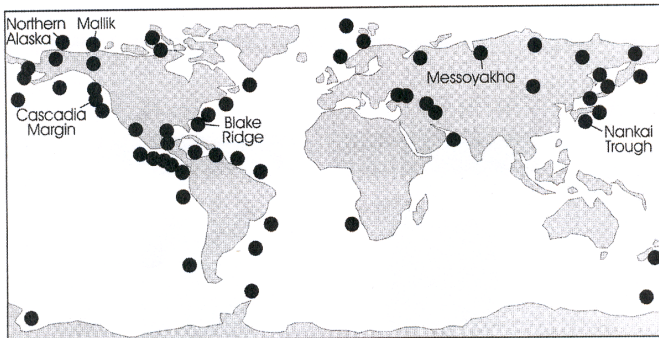 Northern
Alaska
Mallik
Messoyakha
Cascadia
Margin
Blake
Ridge
Nankai
Trough